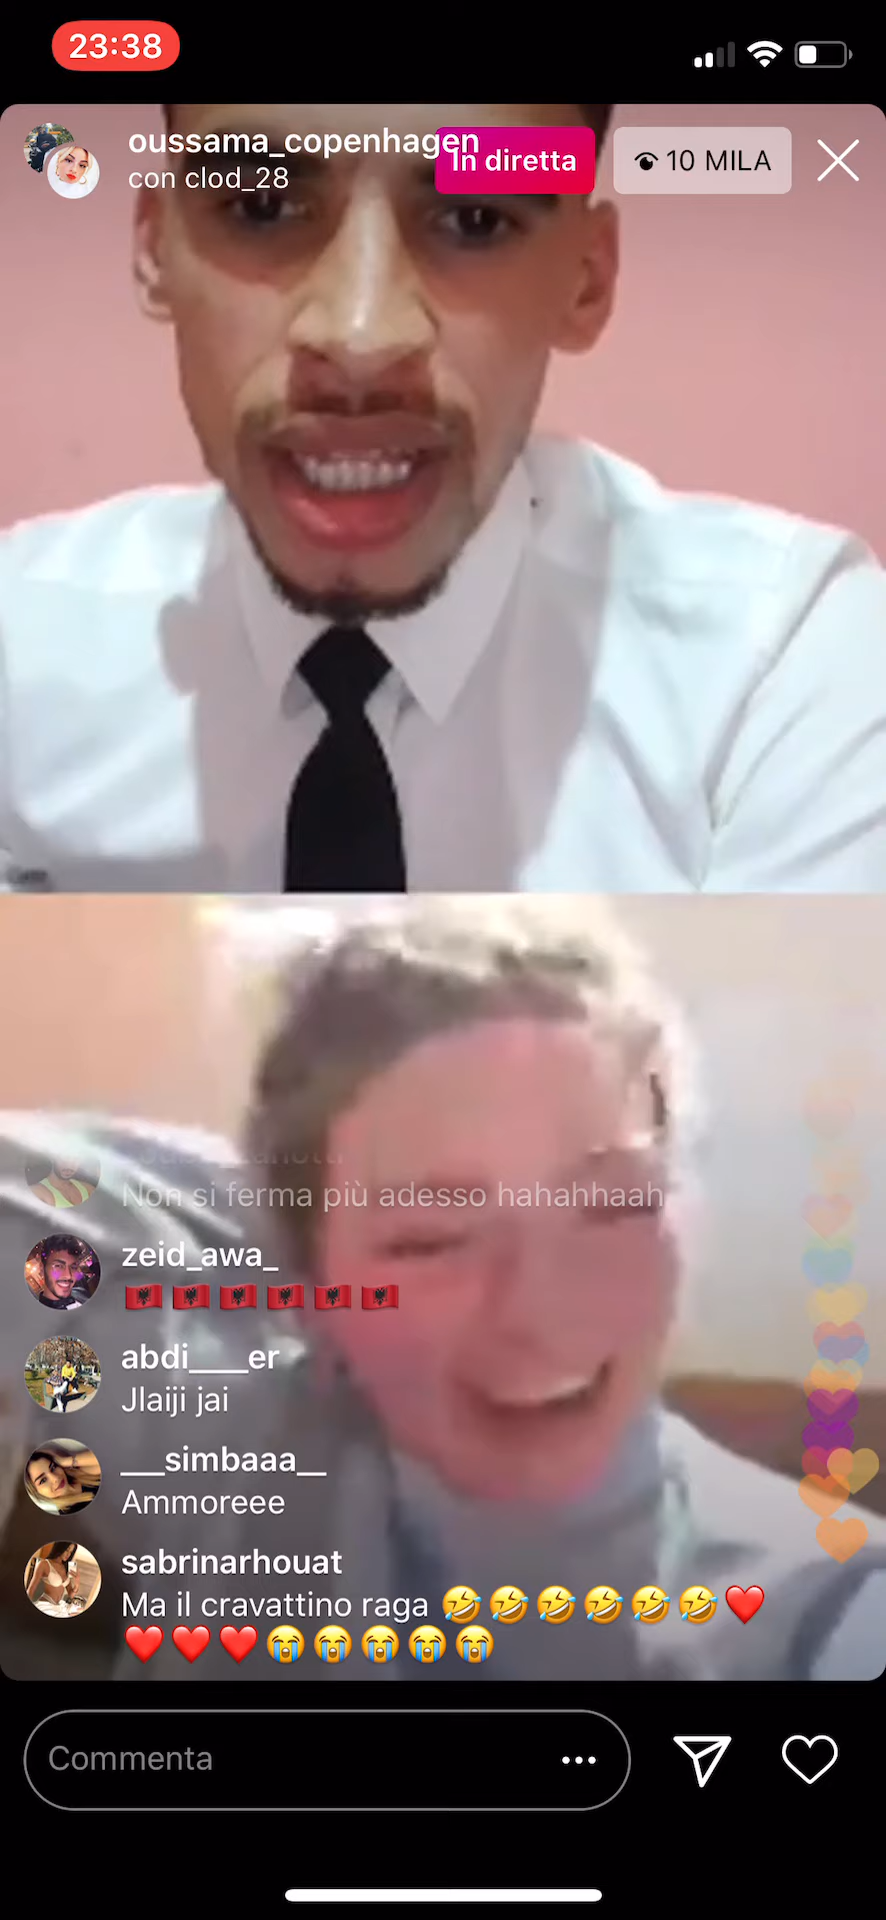 23:38
oussama_copenhagen
In diretta
10 MILA
con clod_28
Non si ferma più adesso hahahhaah
zeid_awa_
🇦🇱🇦🇱🇦🇱🇦🇱🇦🇱🇦🇱
abdi___er
Jlaiji jai
___simbaaa__
Ammoreee
sabrinarhouat
Ma il cravattino raga 🤣🤣🤣🤣🤣🤣❤️
❤️❤️❤️😭😭😭😭😭
Commenta